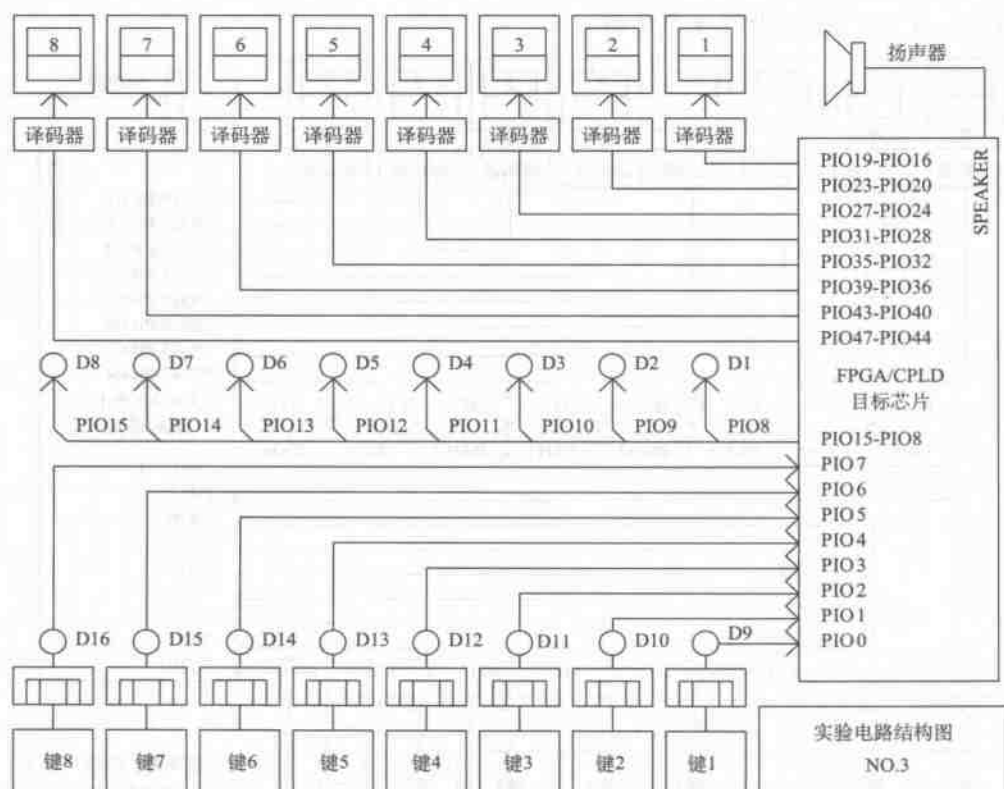 8 7 6 5 4 3 2 1
扬声器
译码器 译码器 译码器 译码器 译码器 译码器 译码器 译码器
SPEAKER
PIO19-PIO16
PIO23-PIO20
PIO27-PIO24
PIO31-PIO28
PIO35-PIO32
PIO39-PIO36
PIO43-PIO40
PIO47-PIO44
D8 D7 D6 D5 D4 D3 D2 D1
FPGA/CPLD
目标芯片
PIO15 PIO14 PIO13 PIO12 PIO11 PIO10 PIO9 PIO8
PIO15-PIO8
PIO7
PIO6
PIO5
PIO4
PIO3
PIO2
PIO1
PIO0
D16 D15 D14 D13 D12 D11 D10 D9
键8 键7 键6 键5 键4 键3 键2 键1
实验电路结构图
NO.3